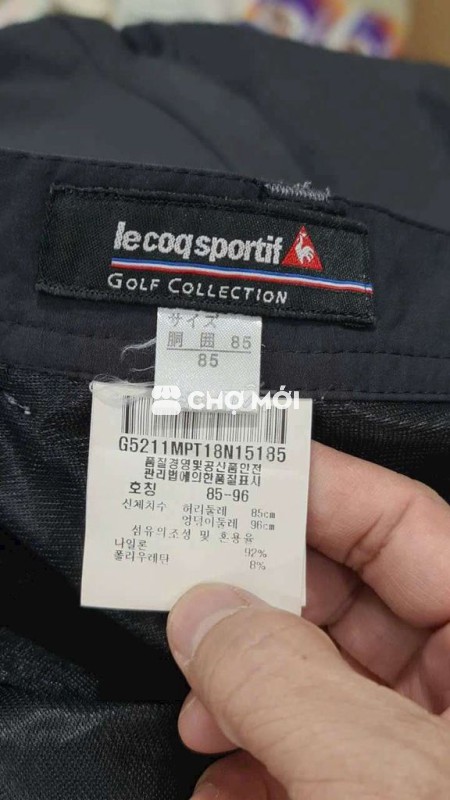 lecoqsportif
GOLF COLLECTION
サイズ
胴囲 85
85
CHỢ MỚI
G5211MPT18N15185
품질경영및공산품안전
관리법에의한품질표시
호칭 85-96
신체치수 허리둘레 85cm
엉덩이둘레 96cm
섬유의조성 및 혼용율
나일론 92%
폴리우레탄 8%